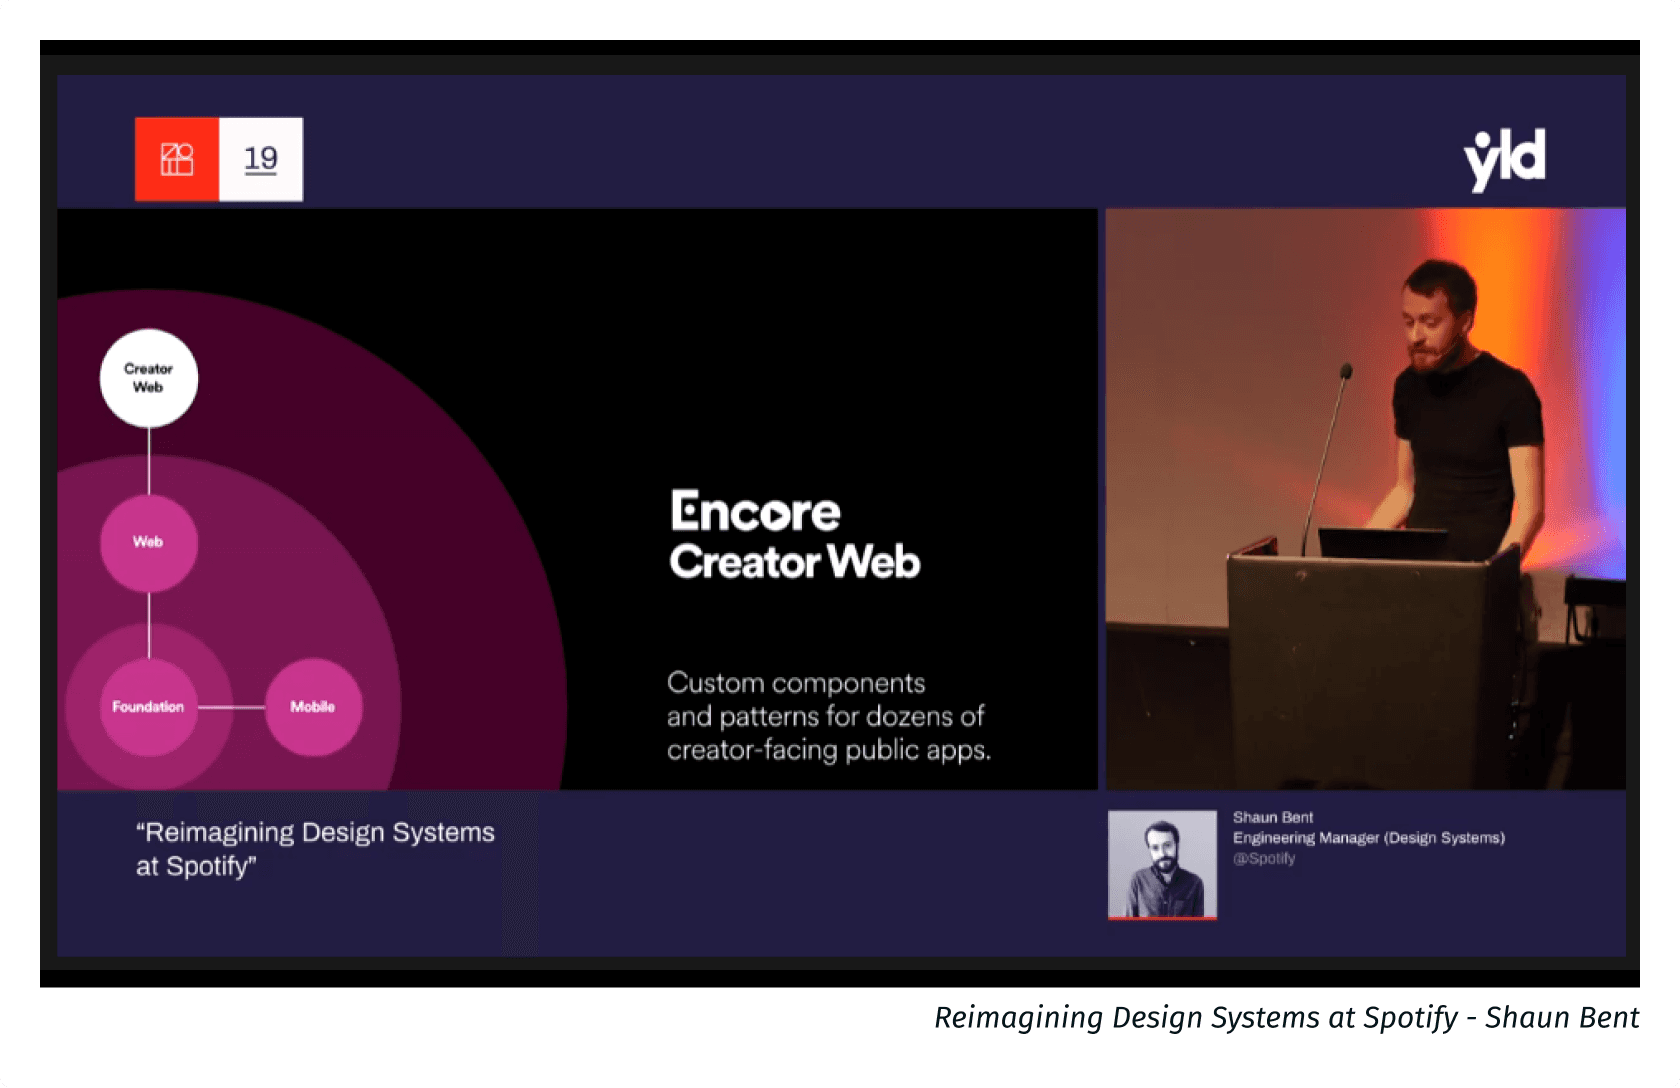 19
yld
Creator
Web
Web
Foundation
Mobile
Encore
Creator Web
Custom components
and patterns for dozens of
creator-facing public apps.
“Reimagining Design Systems
at Spotify”
Shaun Bent
Engineering Manager (Design Systems)
@Spotify
Reimagining Design Systems at Spotify - Shaun Bent